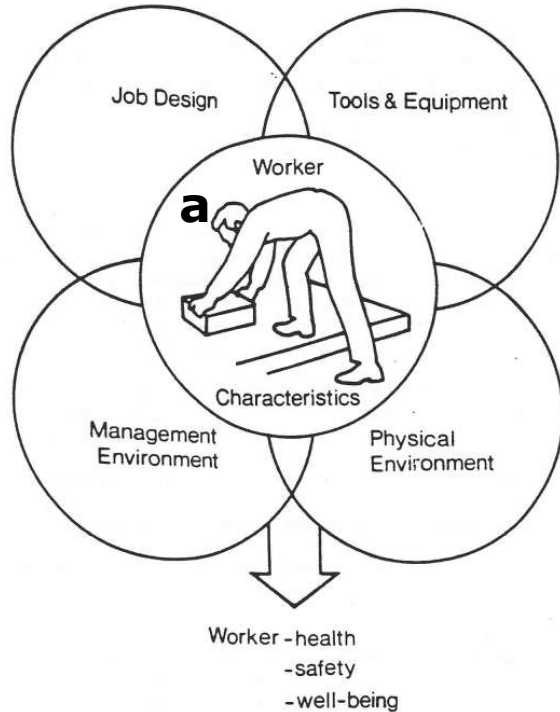 Job Design
Tools & Equipment
Worker
a
Characteristics
Management
Environment
Physical
Environment
Worker -health
-safety
-well-being